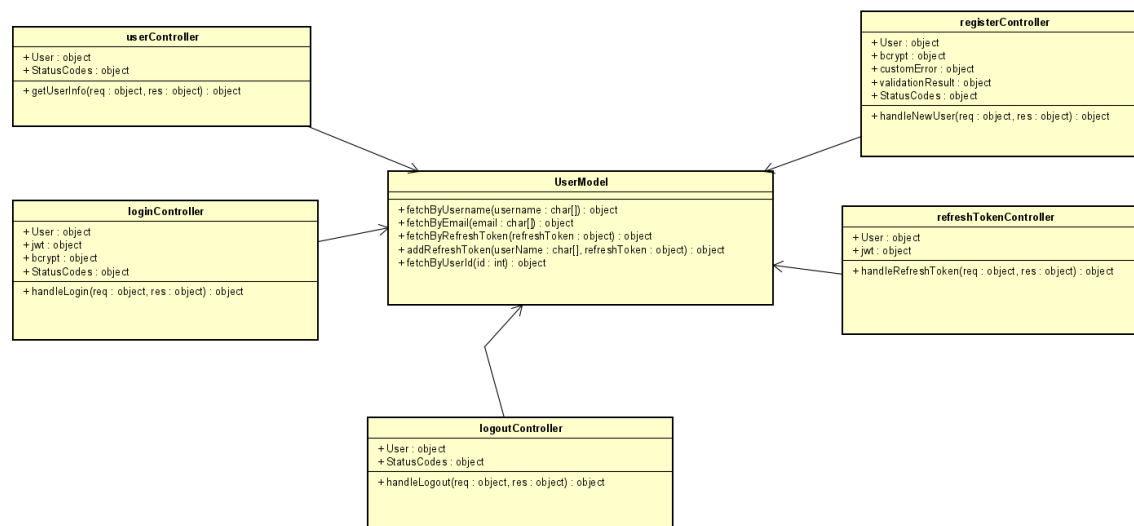 userController
+ User : object
+ StatusCodes : object
+ getUserInfo(req : object, res : object) : object
registerController
+ User : object
+ bcrypt : object
+ customError : object
+ validationResult : object
+ StatusCodes : object
+ handleNewUser(req : object, res : object) : object
UserModel
+ fetchByUsername(username : char[]) : object
+ fetchByEmail(email : char[]) : object
+ fetchByRefreshToken(refreshToken : object) : object
+ addRefreshToken(userName : char[], refreshToken : object) : object
+ fetchByUserId(id : int) : object
loginController
+ User : object
+ jwt : object
+ bcrypt : object
+ StatusCodes : object
+ handleLogin(req : object, res : object) : object
refreshTokenController
+ User : object
+ jwt : object
+ handleRefreshToken(req : object, res : object) : object
logoutController
+ User : object
+ StatusCodes : object
+ handleLogout(req : object, res : object) : object